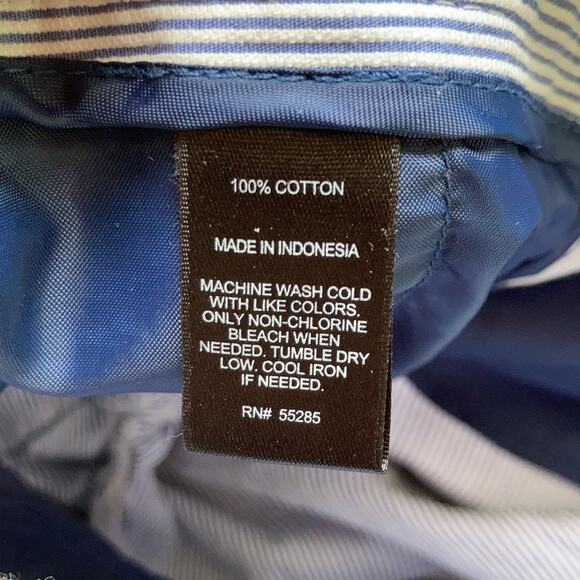 100% COTTON
MADE IN INDONESIA
MACHINE WASH COLD
WITH LIKE COLORS.
ONLY NON-CHLORINE
BLEACH WHEN
NEEDED. TUMBLE DRY
LOW. COOL IRON
IF NEEDED.
RN# 55285